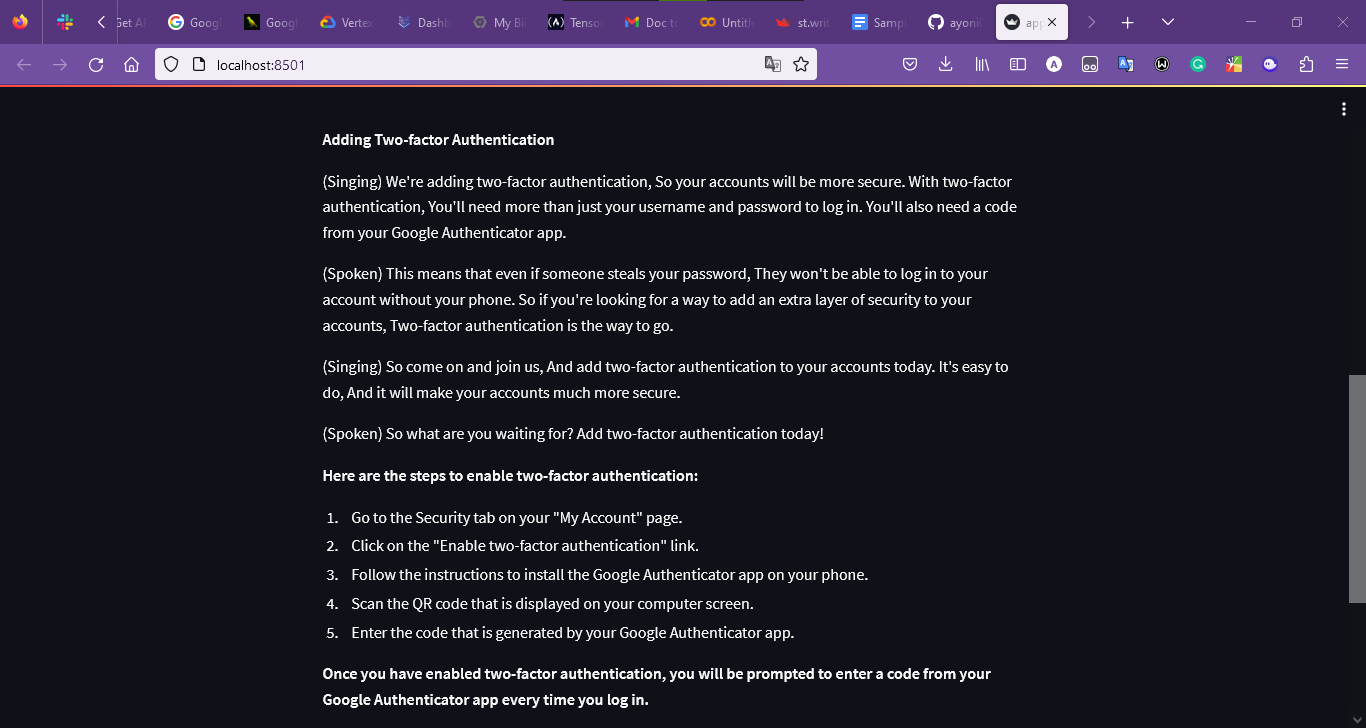 Get A
Googl
Googl
Vertex
Dashb
My Bi
Tenso
Doc to
Untitl
st.writ
Samp
ayoni
app
localhost:8501
Adding Two-factor Authentication
(Singing) We're adding two-factor authentication, So your accounts will be more secure. With two-factor
authentication, You'll need more than just your username and password to log in. You'll also need a code
from your Google Authenticator app.
(Spoken) This means that even if someone steals your password, They won't be able to log in to your
account without your phone. So if you're looking for a way to add an extra layer of security to your
accounts, Two-factor authentication is the way to go.
(Singing) So come on and join us, And add two-factor authentication to your accounts today. It's easy to
do, And it will make your accounts much more secure.
(Spoken) So what are you waiting for? Add two-factor authentication today!
Here are the steps to enable two-factor authentication:
1. Go to the Security tab on your "My Account" page.
2. Click on the "Enable two-factor authentication" link.
3. Follow the instructions to install the Google Authenticator app on your phone.
4. Scan the QR code that is displayed on your computer screen.
5. Enter the code that is generated by your Google Authenticator app.
Once you have enabled two-factor authentication, you will be prompted to enter a code from your
Google Authenticator app every time you log in.